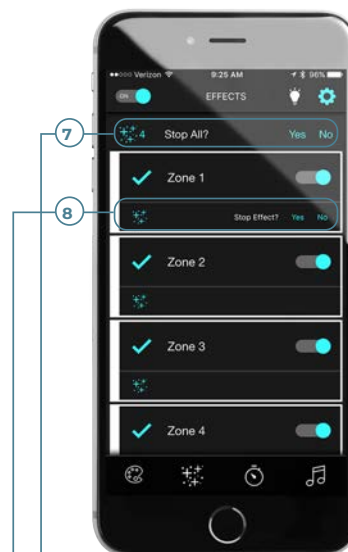 Verizon 9:25 AM 96%
ON EFFECTS
7 4 Stop All? Yes No
Zone 1
8 Stop Effect? Yes No
Zone 2
Zone 3
Zone 4